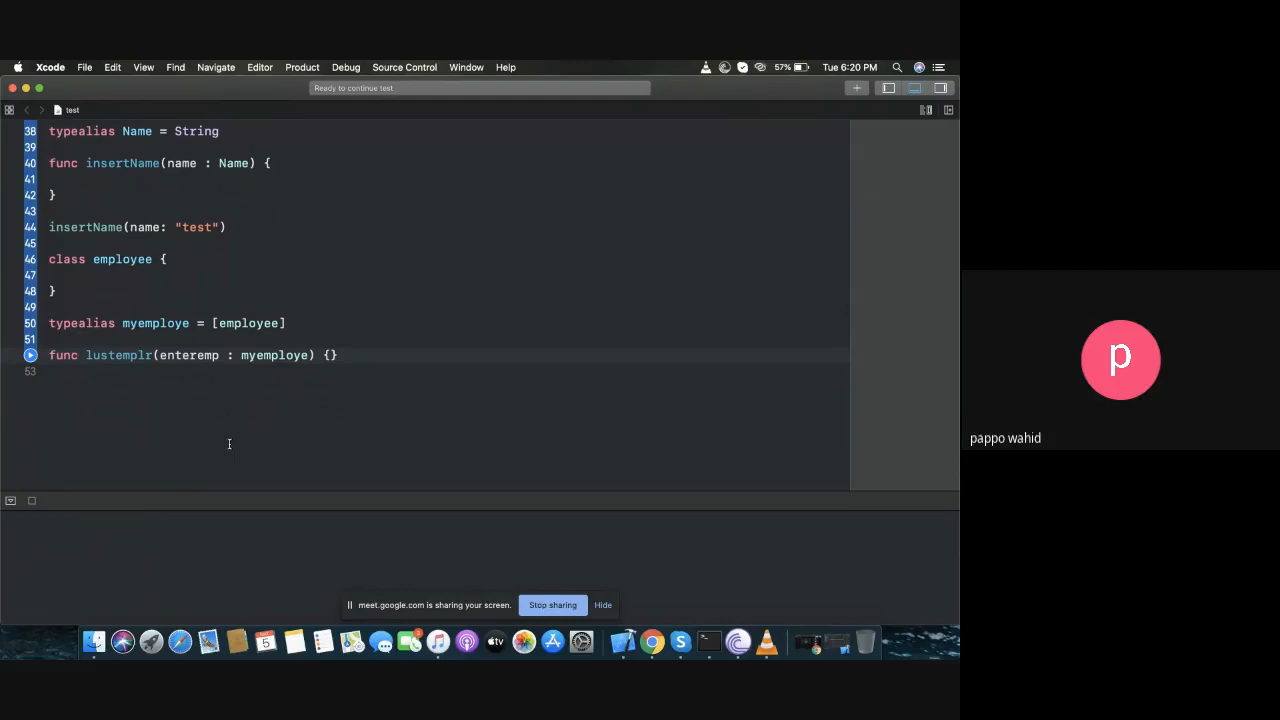 Xcode File Edit View Find Navigate Editor Product Debug Source Control Window Help 57% Tue 6:20 PM
Ready to continue test
test
38 typealias Name = String
39
40 func insertName(name : Name) {
41
42 }
43
44 insertName(name: "test")
45
46 class employee {
47
48 }
49
50 typealias myemploye = [employee]
51
func lustemplr(enteremp : myemploye) {}
53
p
pappo wahid
meet.google.com is sharing your screen. Stop sharing Hide
5
tv
S